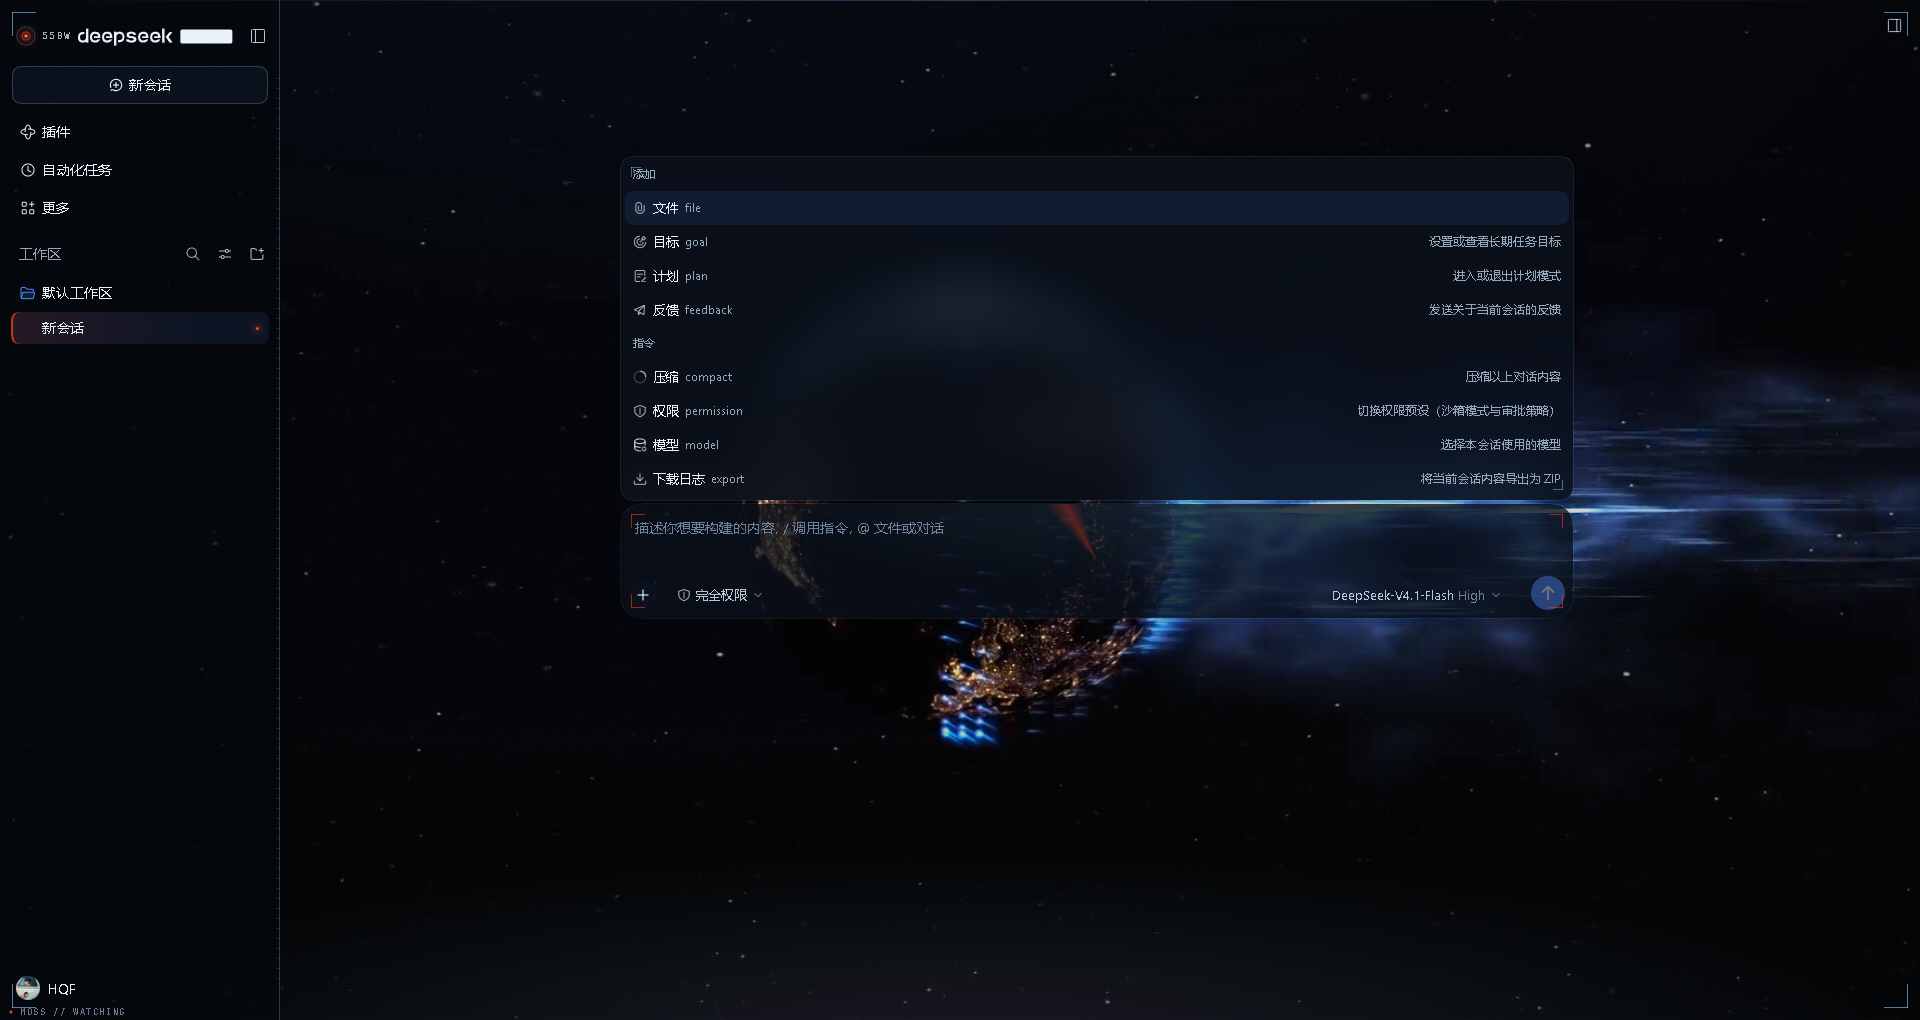 55BW deepseek
新会话
插件
自动化任务
更多
工作区
默认工作区
新会话
HQF
MOSS // WATCHING
添加
文件 file
目标 goal 设置或查看长期任务目标
计划 plan 进入或退出计划模式
反馈 feedback 发送关于当前会话的反馈
指令
压缩 compact 压缩以上对话内容
权限 permission 切换权限预设（沙箱模式与审批策略）
模型 model 选择本会话使用的模型
下载日志 export 将当前会话内容导出为 ZIP
描述你想要构建的内容, / 调用指令, @ 文件或对话
完全权限
DeepSeek-V4.1-Flash High